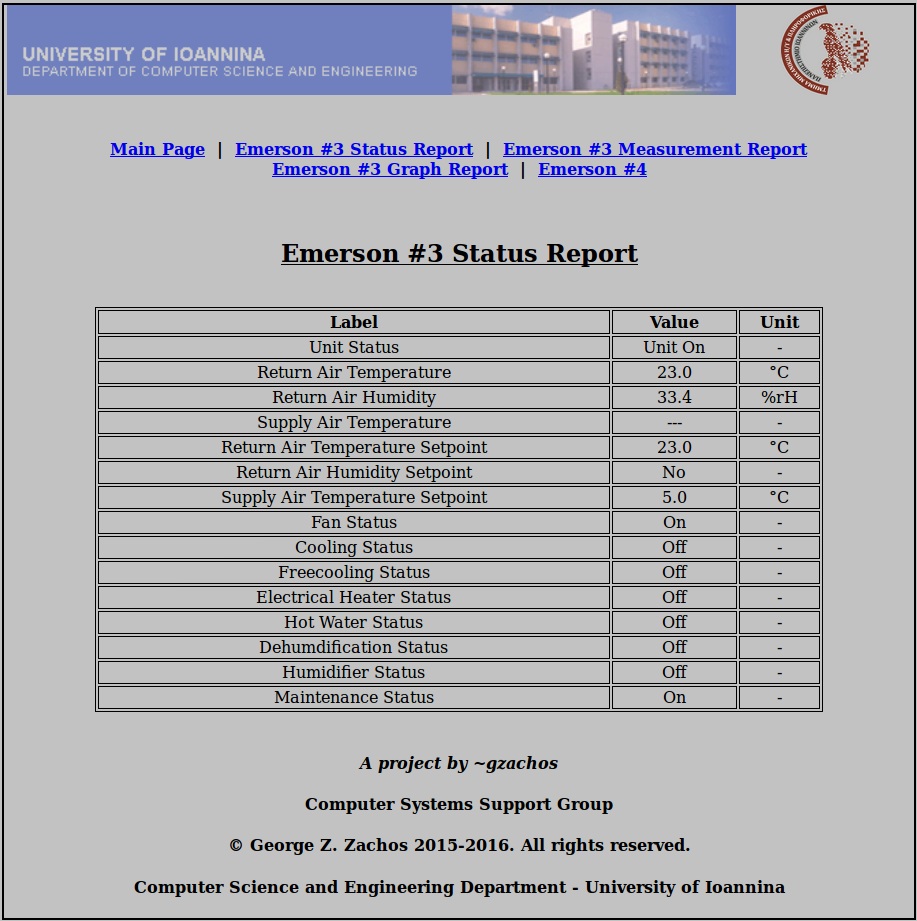 UNIVERSITY OF IOANNINA
DEPARTMENT OF COMPUTER SCIENCE AND ENGINEERING
ΤΜΗΜΑ ΜΗΧΑΝΙΚΩΝ Η/Υ & ΠΛΗΡΟΦΟΡΙΚΗΣ
ΠΑΝΕΠΙΣΤΗΜΙΟ ΙΩΑΝΝΙΝΩΝ
Main Page | Emerson #3 Status Report | Emerson #3 Measurement Report
Emerson #3 Graph Report | Emerson #4
Emerson #3 Status Report
Label Value Unit
Unit Status Unit On -
Return Air Temperature 23.0 °C
Return Air Humidity 33.4 %rH
Supply Air Temperature --- -
Return Air Temperature Setpoint 23.0 °C
Return Air Humidity Setpoint No -
Supply Air Temperature Setpoint 5.0 °C
Fan Status On -
Cooling Status Off -
Freecooling Status Off -
Electrical Heater Status Off -
Hot Water Status Off -
Dehumdification Status Off -
Humidifier Status Off -
Maintenance Status On -
A project by ~gzachos
Computer Systems Support Group
© George Z. Zachos 2015-2016. All rights reserved.
Computer Science and Engineering Department - University of Ioannina